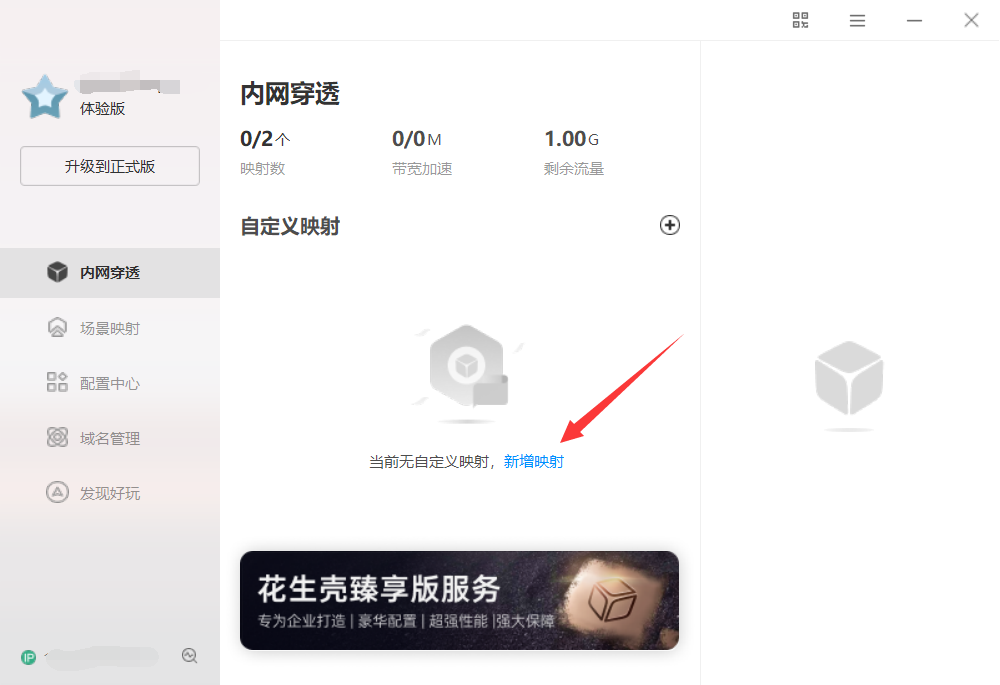 体验版
升级到正式版
内网穿透
场景映射
配置中心
域名管理
发现好玩
IP
内网穿透
0/2个
0/0M
1.00G
映射数
带宽加速
剩余流量
自定义映射
当前无自定义映射，新增映射
花生壳臻享版服务
专为企业打造 | 豪华配置 | 超强性能 |强大保障